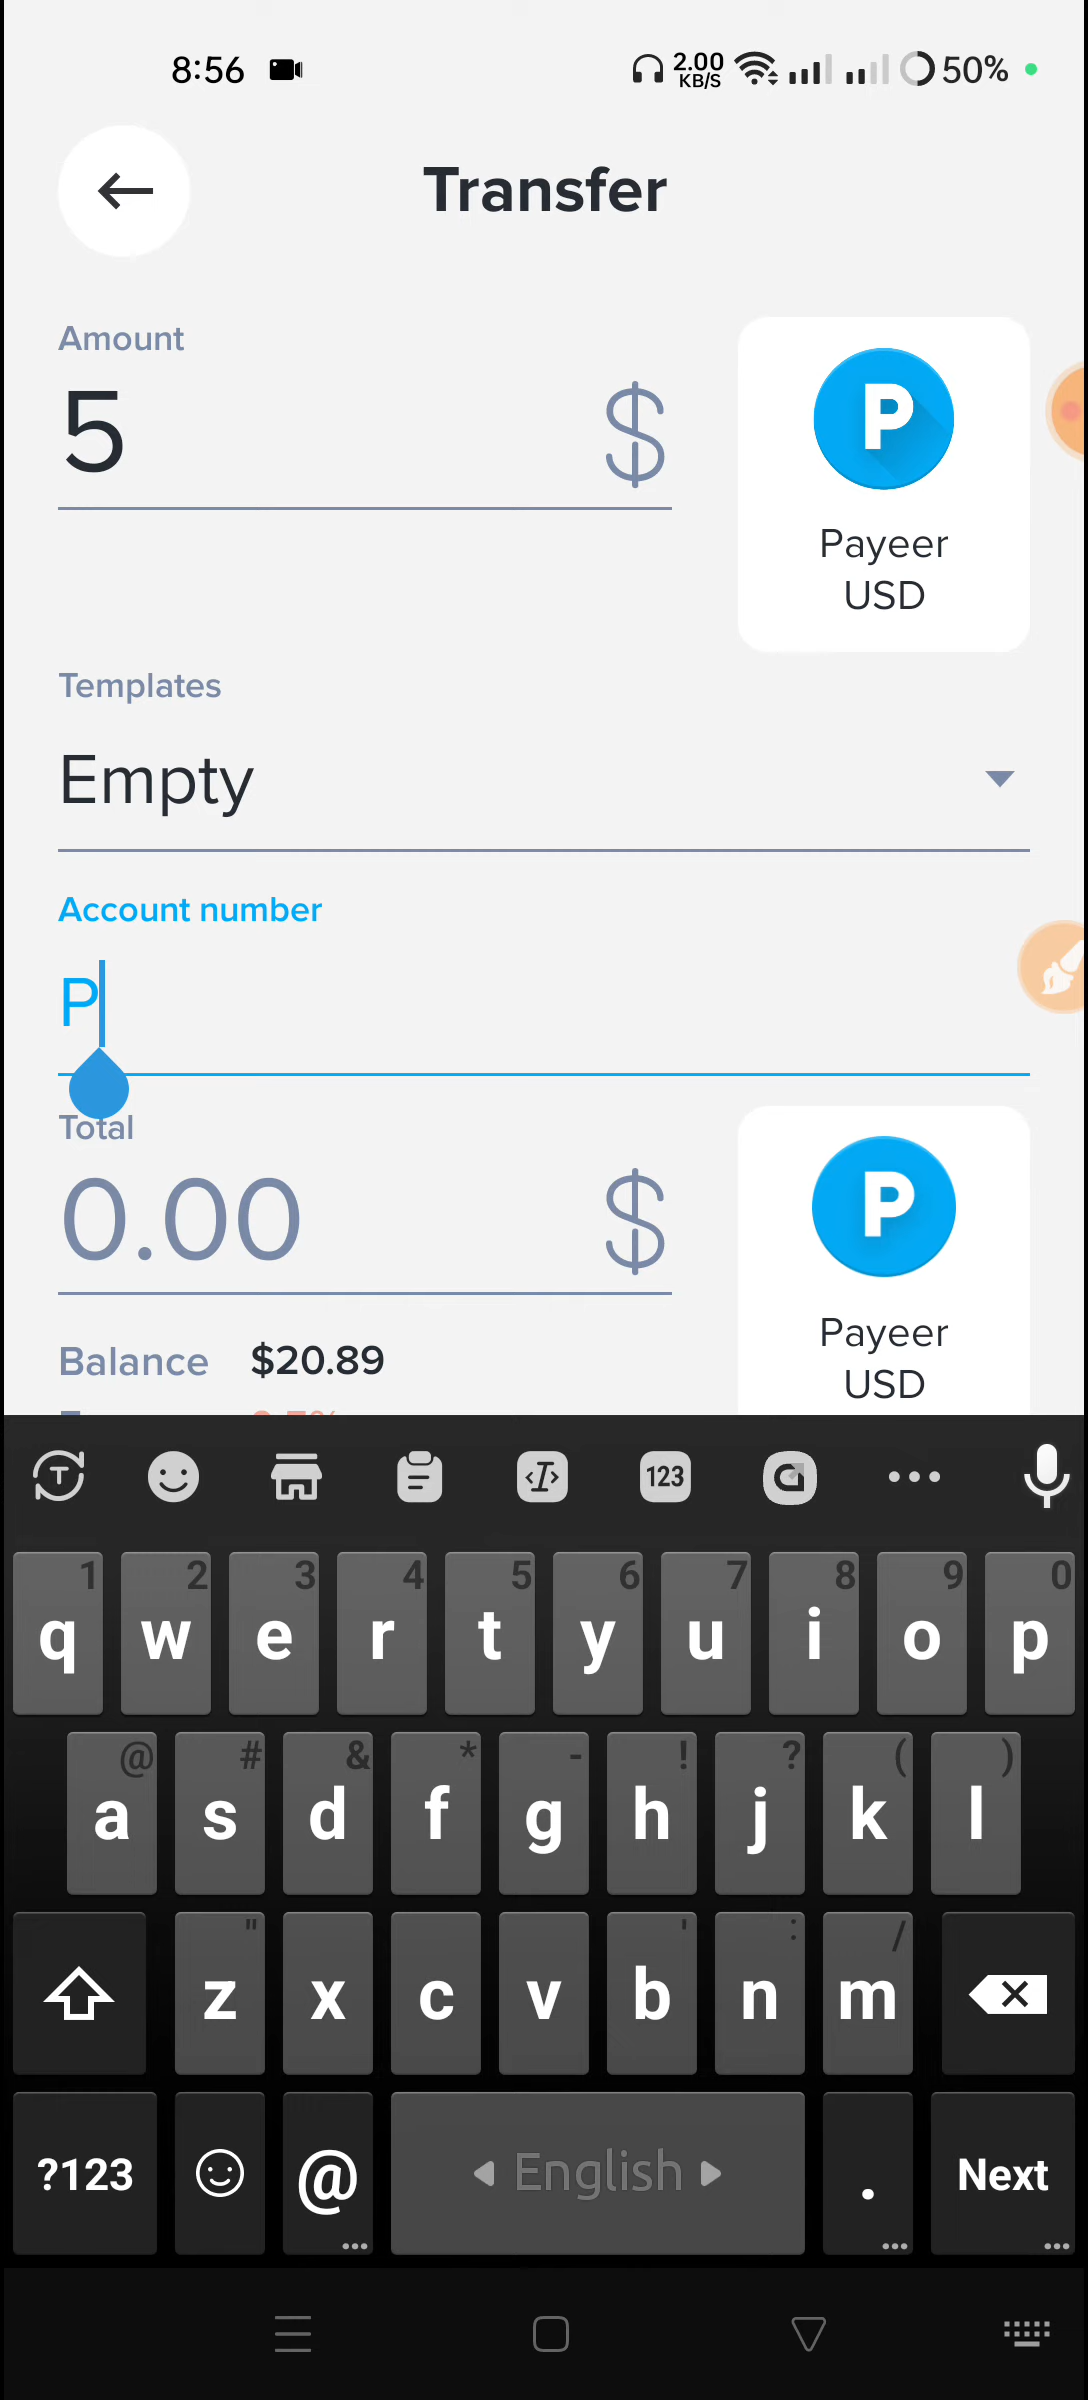 8:56
2.00
KB/S
50%
Transfer
Amount
5 $
P
Payeer
USD
Templates
Empty
Account number
P
Total
0.00 $
P
Payeer
USD
Balance $20.89
T
123
1 2 3 4 5 6 7 8 9 0
q w e r t y u i o p
@ # & * - ! ? ( )
a s d f g h j k l
" ' : /
z x c v b n m
?123 @ English . Next